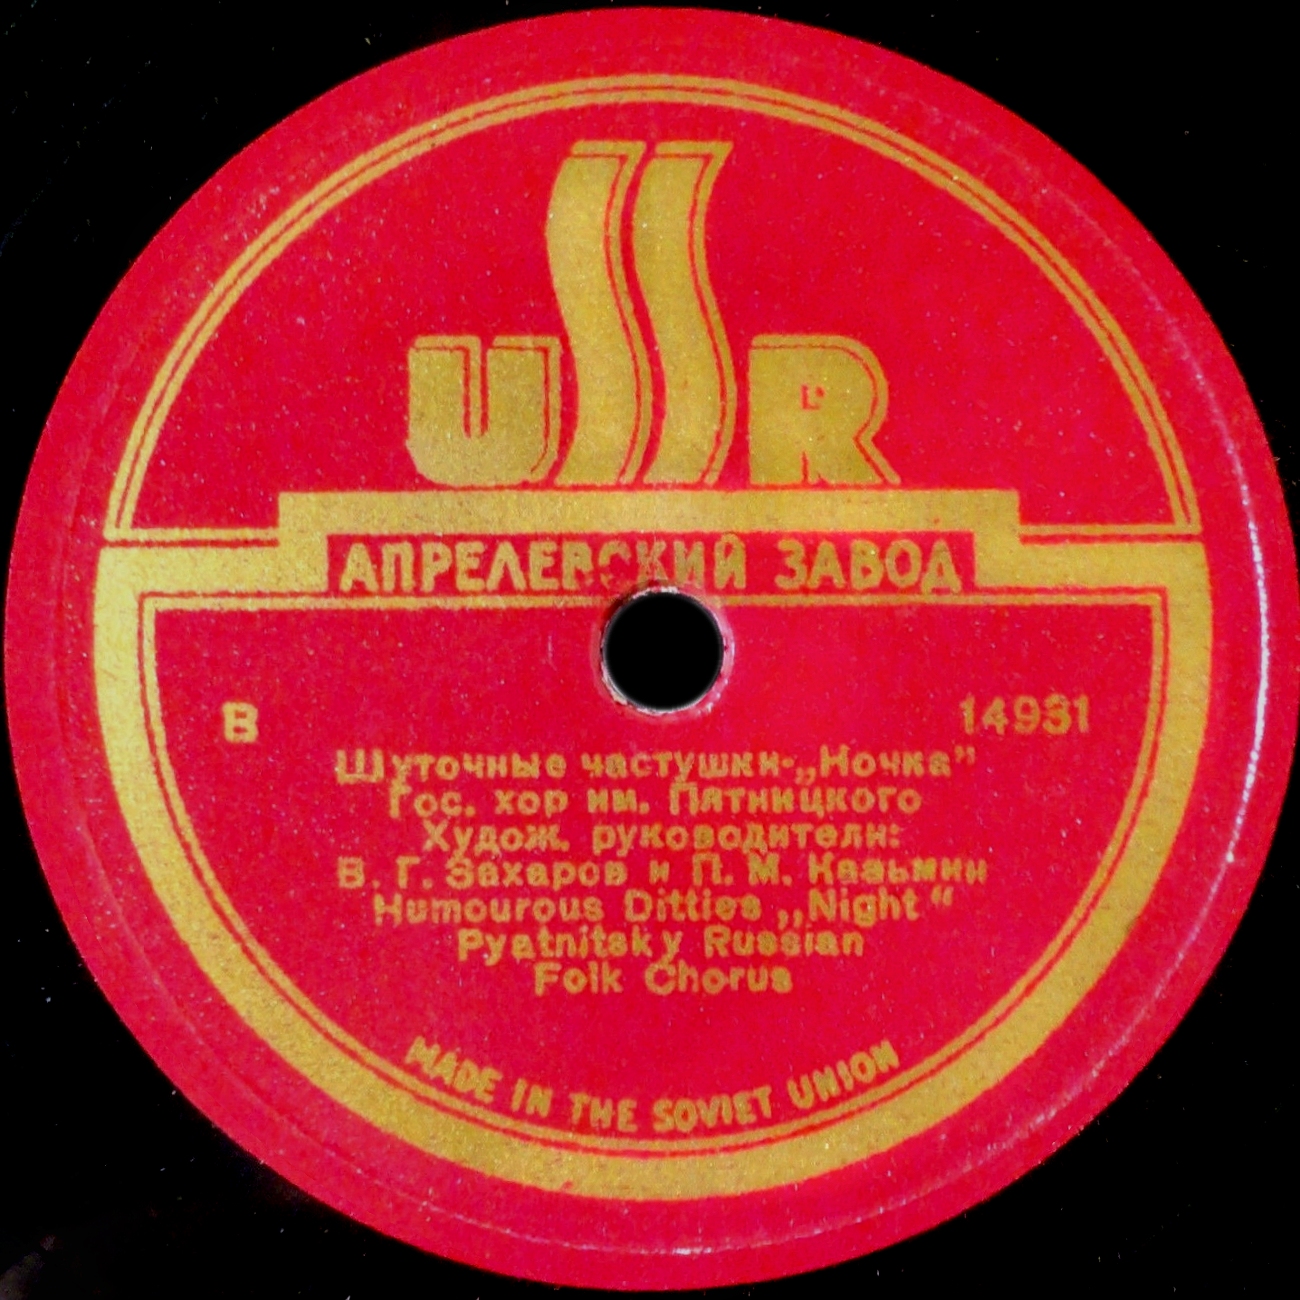 USSR
АПРЕЛЕВСКИЙ ЗАВОД
В 14931
Шуточные частушки-„Ночка”
Гос. хор им. Пятницкого
Худож. руководители:
В. Г. Захаров и П. М. Казьмин
Humourous Ditties „Night“
Pyatnitsky Russian
Folk Chorus
MADE IN THE SOVIET UNION